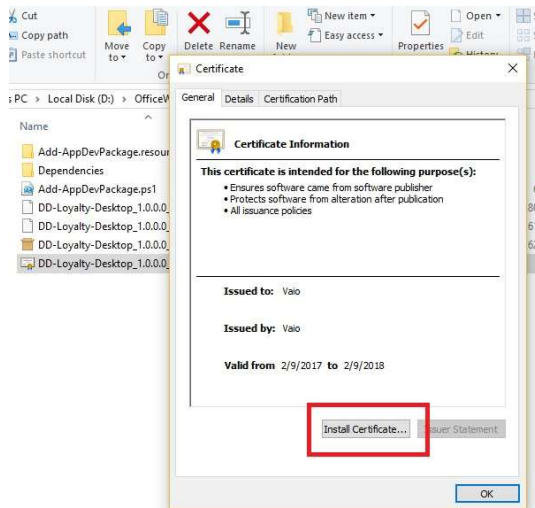 Cut
Copy path
Paste shortcut
Move to
Copy to
Delete
Rename
New
New item
Easy access
Properties
Open
Edit
History
PC > Local Disk (D:) >
Name
Add-AppDevPackage.resour
Dependencies
Add-AppDevPackage.ps1
DD-Loyalty-Desktop_1.0.0.0_
DD-Loyalty-Desktop_1.0.0.0_
DD-Loyalty-Desktop_1.0.0.0_
DD-Loyalty-Desktop_1.0.0.0_
Certificate
General Details Certification Path
Certificate Information
This certificate is intended for the following purpose(s):
• Ensures software came from software publisher
• Protects software from alteration after publication
• All issuance policies
Issued to: Vaio
Issued by: Vaio
Valid from 2/9/2017 to 2/9/2018
Install Certificate...
Issuer Statement
OK